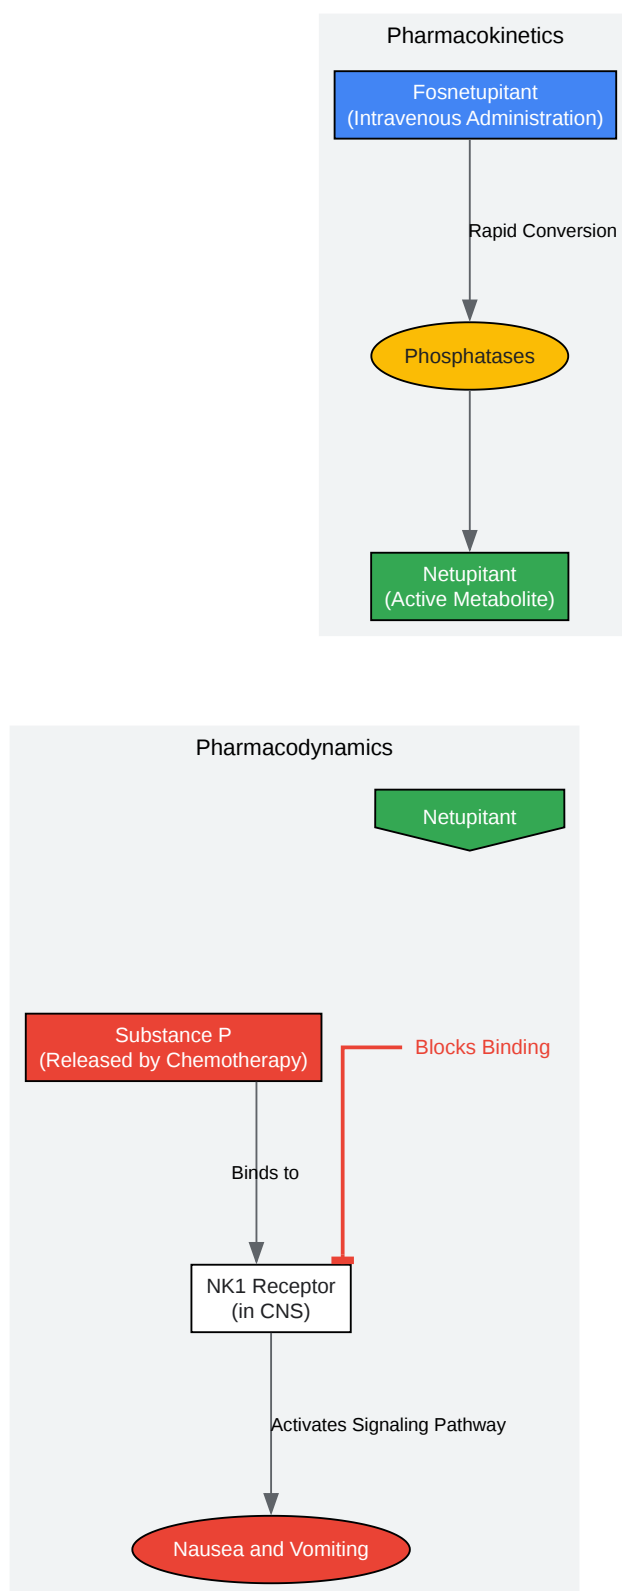 Pharmacokinetics
Fosnetupitant
(Intravenous Administration)
Rapid Conversion
Phosphatases
Netupitant
(Active Metabolite)
Pharmacodynamics
Netupitant
Substance P
(Released by Chemotherapy)
Blocks Binding
Binds to
NK1 Receptor
(in CNS)
Activates Signaling Pathway
Nausea and Vomiting